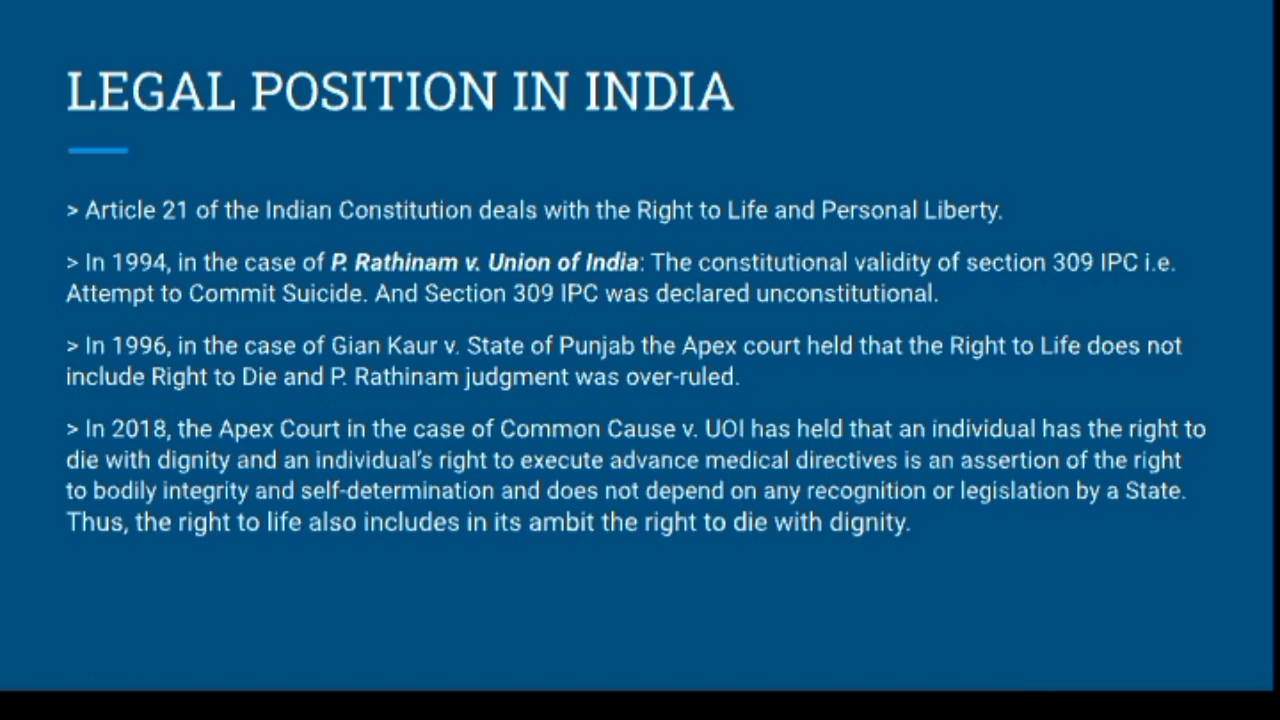 LEGAL POSITION IN INDIA
> Article 21 of the Indian Constitution deals with the Right to Life and Personal Liberty.
> In 1994, in the case of P. Rathinam v. Union of India: The constitutional validity of section 309 IPC i.e.
Attempt to Commit Suicide. And Section 309 IPC was declared unconstitutional.
> In 1996, in the case of Gian Kaur v. State of Punjab the Apex court held that the Right to Life does not
include Right to Die and P. Rathinam judgment was over-ruled.
> In 2018, the Apex Court in the case of Common Cause v. UOI has held that an individual has the right to
die with dignity and an individual's right to execute advance medical directives is an assertion of the right
to bodily integrity and self-determination and does not depend on any recognition or legislation by a State.
Thus, the right to life also includes in its ambit the right to die with dignity.